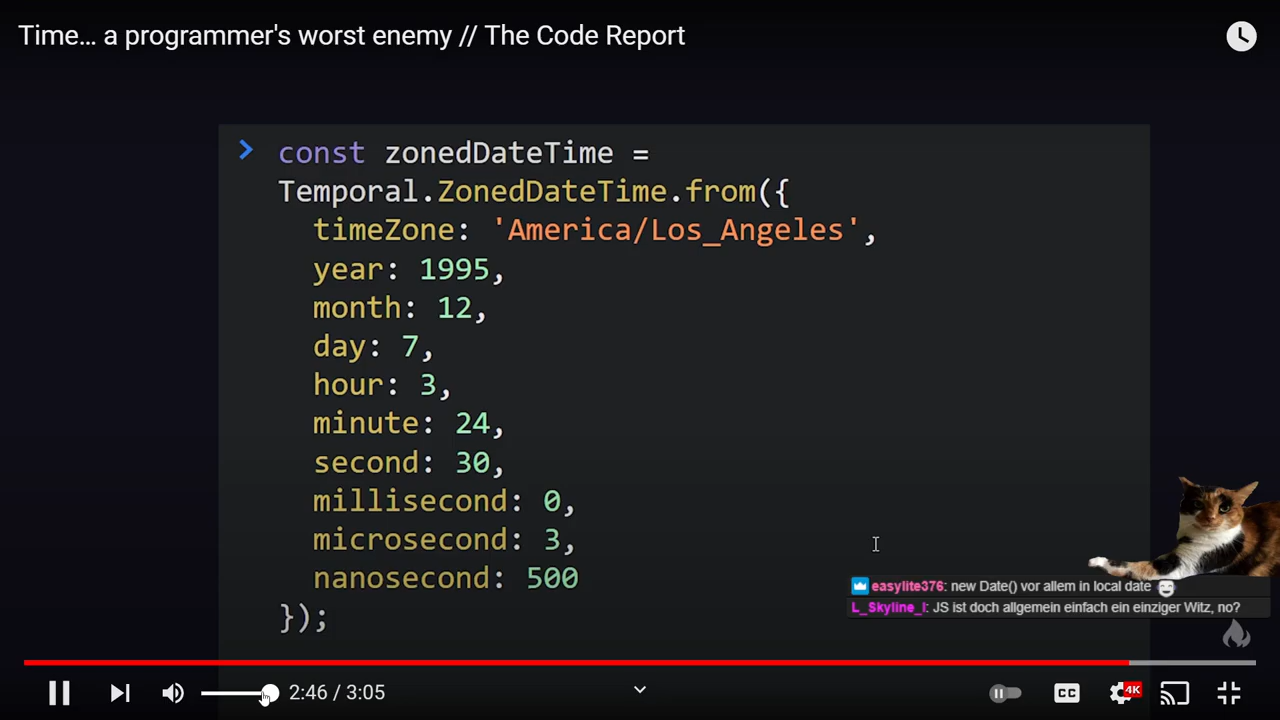 Time... a programmer's worst enemy // The Code Report
const zonedDateTime =
Temporal.ZonedDateTime.from({
timeZone: 'America/Los_Angeles',
year: 1995,
month: 12,
day: 7,
hour: 3,
minute: 24,
second: 30,
millisecond: 0,
microsecond: 3,
nanosecond: 500
});
easylite376: new Date() vor allem in local date
L_Skyline_l: JS ist doch allgemein einfach ein einziger Witz, no?
2:46 / 3:05
CC
4K